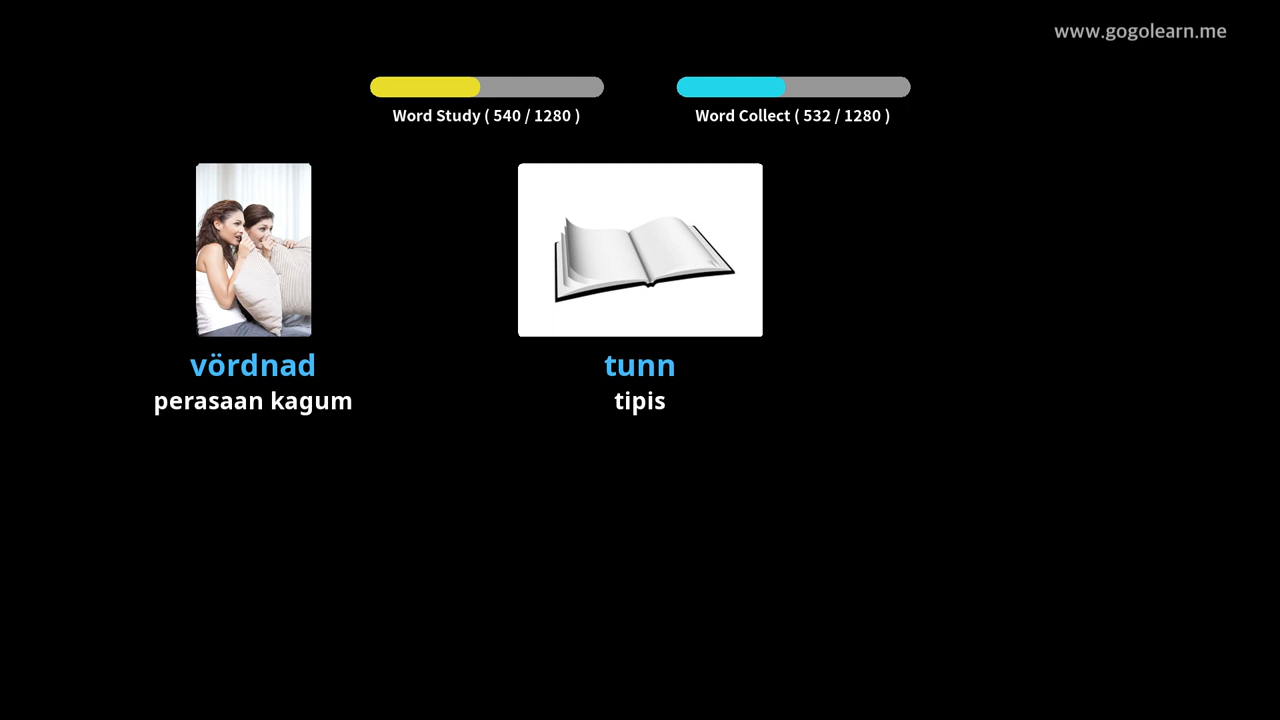 www.gogolearn.me
Word Study ( 540 / 1280 )
Word Collect ( 532 / 1280 )
vördnad
perasaan kagum
tunn
tipis